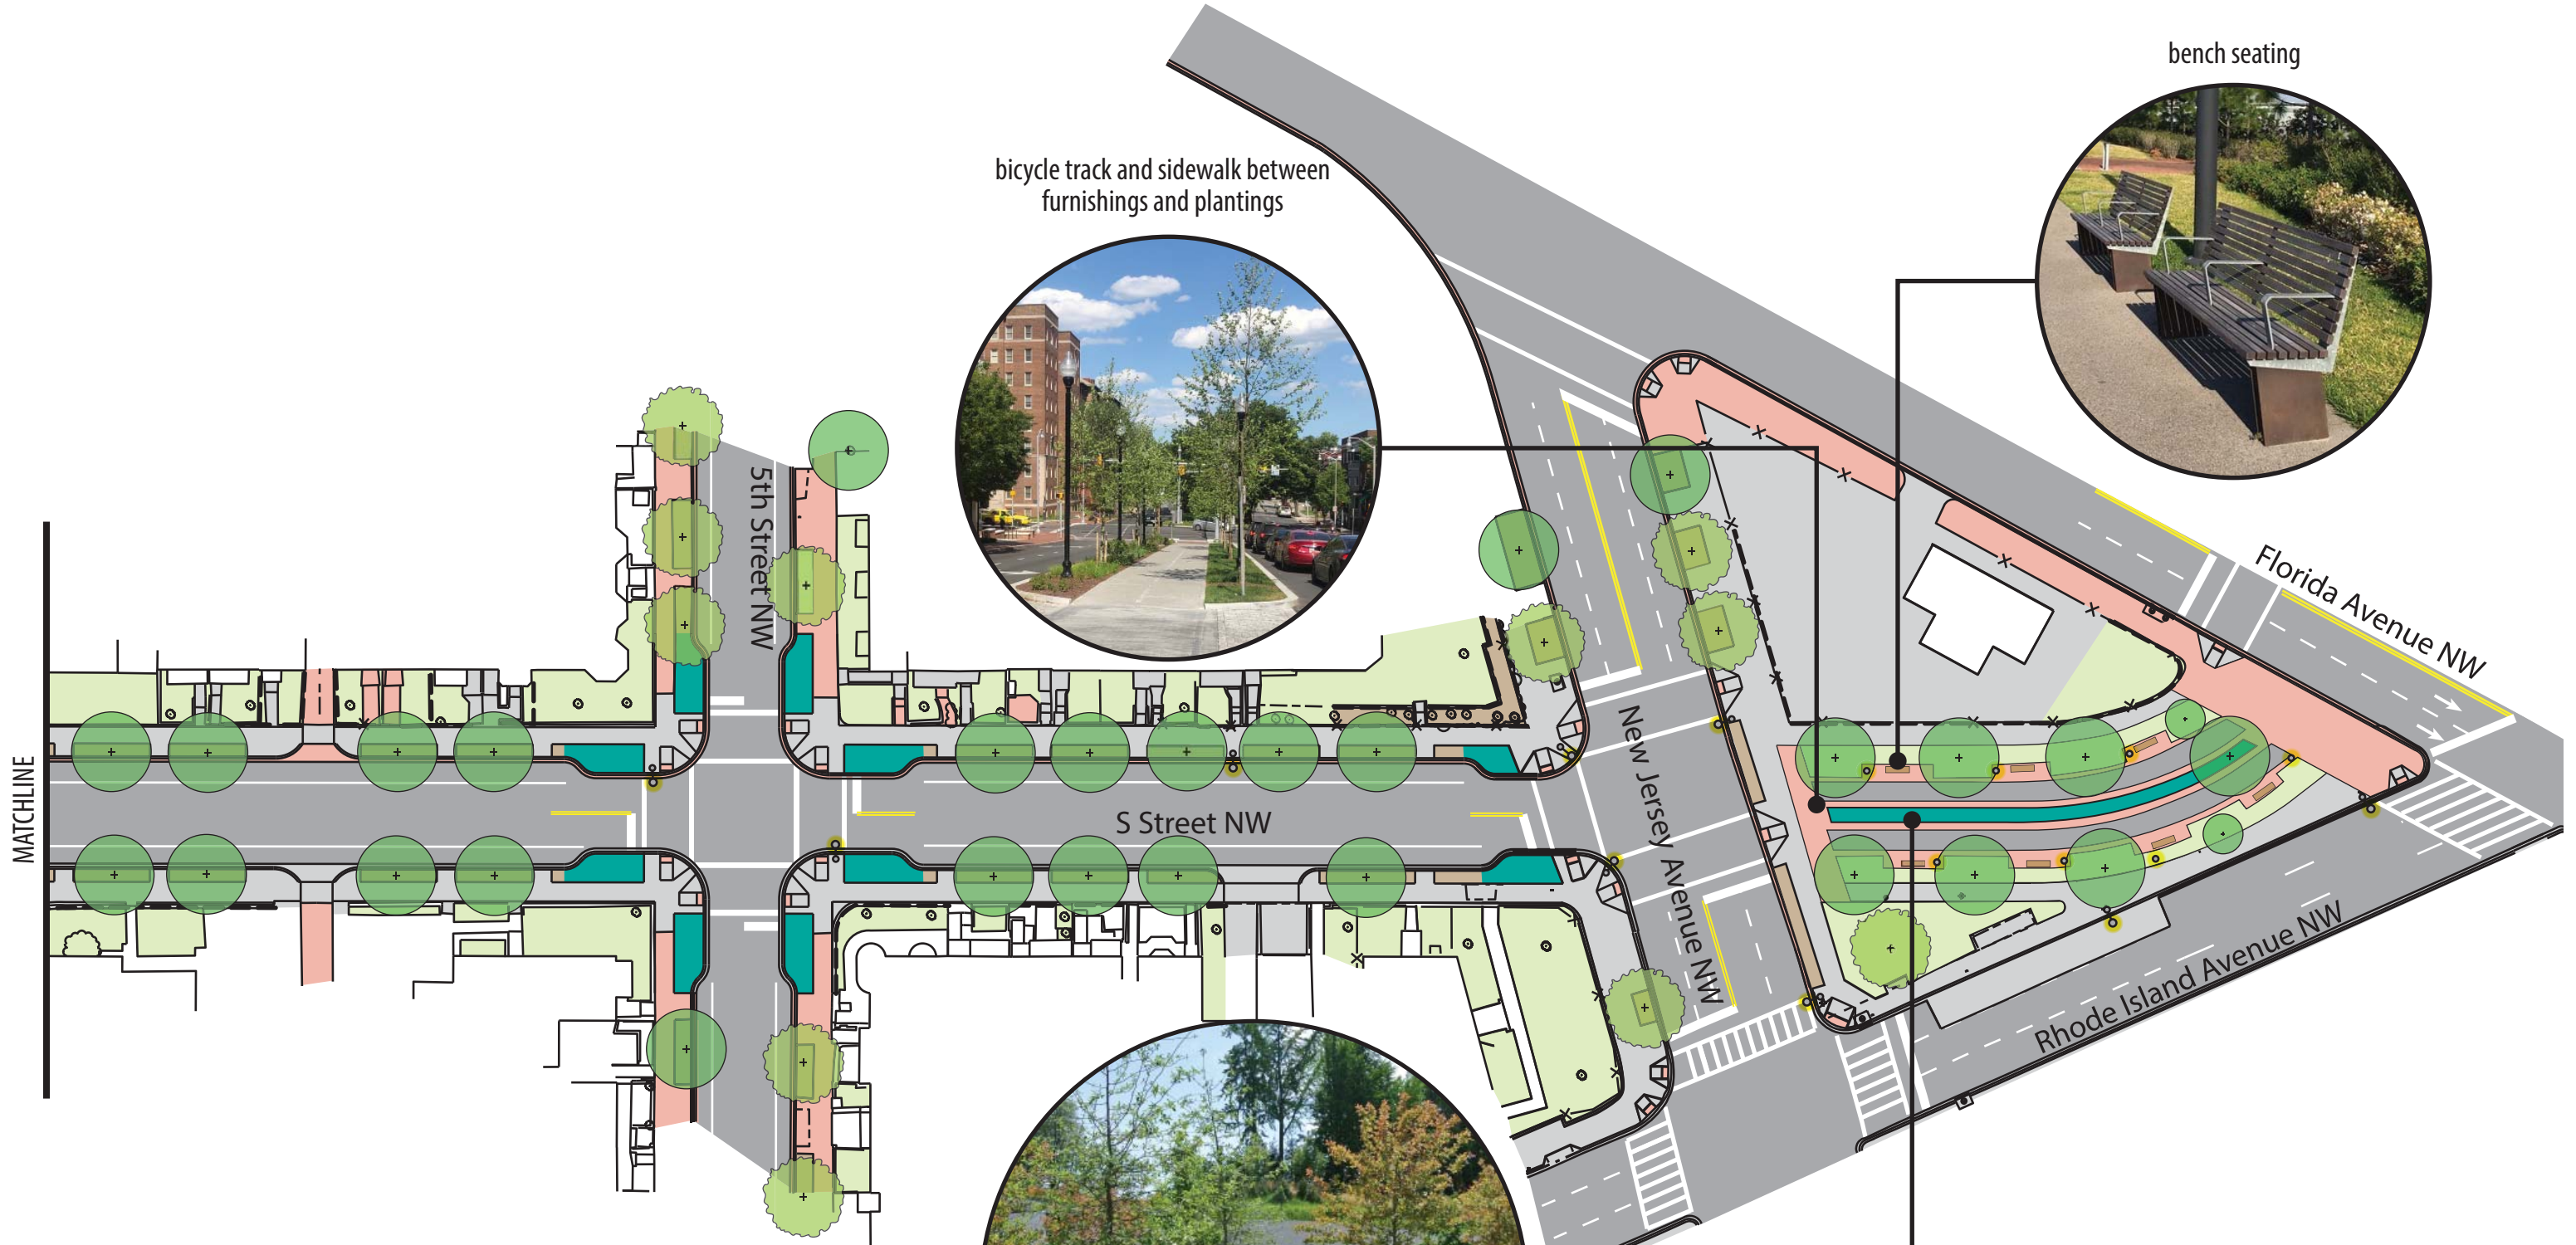 bench seating
bicycle track and sidewalk between
furnishings and plantings
5th Street NW
Florida Avenue NW
MATCHLINE
S Street NW
New Jersey Avenue NW
Rhode Island Avenue NW